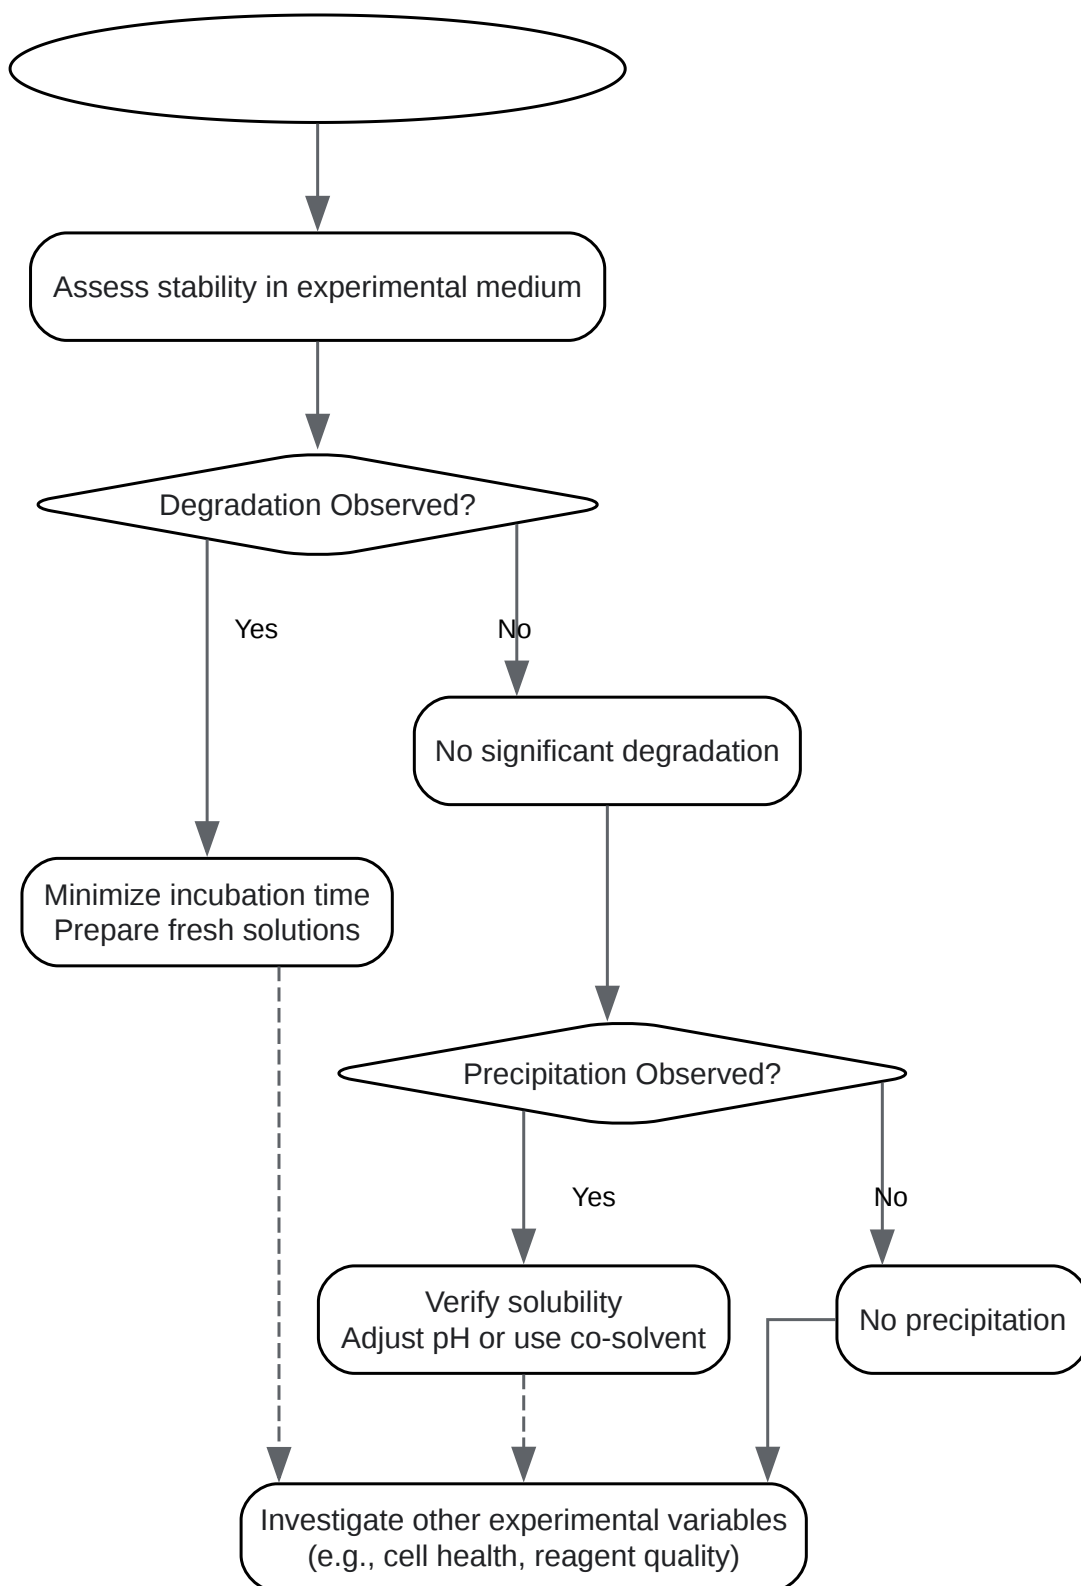 Assess stability in experimental medium
Degradation Observed?
Yes
No
No significant degradation
Minimize incubation time
Prepare fresh solutions
Precipitation Observed?
Yes
No
Verify solubility
Adjust pH or use co-solvent
No precipitation
Investigate other experimental variables
(e.g., cell health, reagent quality)